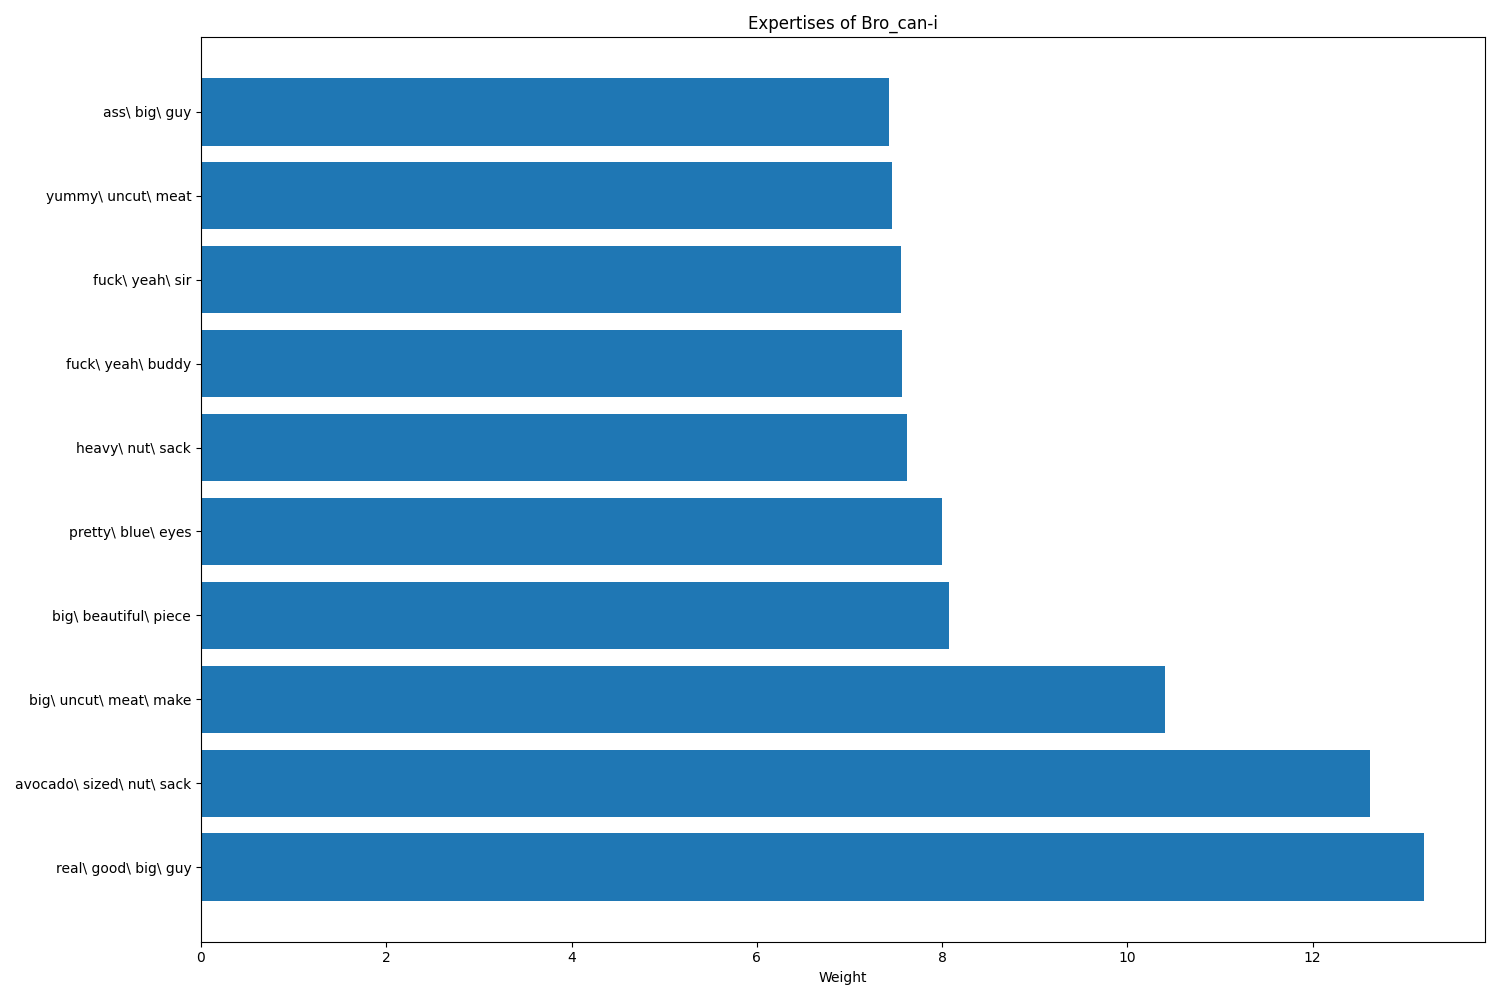 Expertises of Bro_can-i
ass\ big\ guy
yummy\ uncut\ meat
fuck\ yeah\ sir
fuck\ yeah\ buddy
heavy\ nut\ sack
pretty\ blue\ eyes
big\ beautiful\ piece
big\ uncut\ meat\ make
avocado\ sized\ nut\ sack
real\ good\ big\ guy
0 2 4 6 8 10 12
Weight